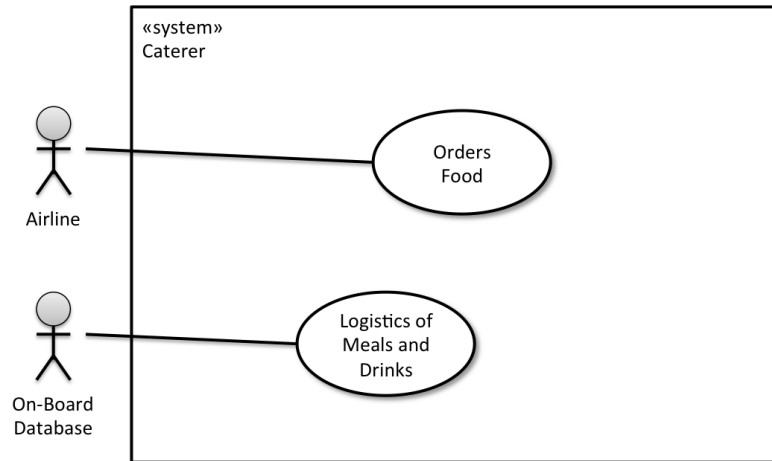 «system»
Caterer
Orders
Food
Airline
Logistics of
Meals and
Drinks
On-Board
Database